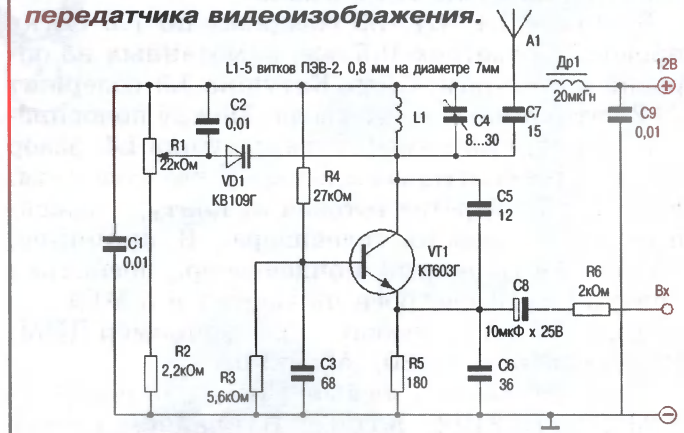 передатчика видеоизображения.
A1
L1-5 витков ПЭВ-2, 0,8 мм на диаметре 7мм
Др1
12В
20мкГн
C2
0,01
R1
22кОм
VD1
КВ109Г
L1
C4
8...30
C7
15
C9
0,01
R4
27кОм
C5
12
C1
0,01
VT1
КТ603Г
C8
10мкФ х 25В
R6
2кОм
Вх
R2
2,2кОм
R3
5,6кОм
C3
68
R5
180
C6
36